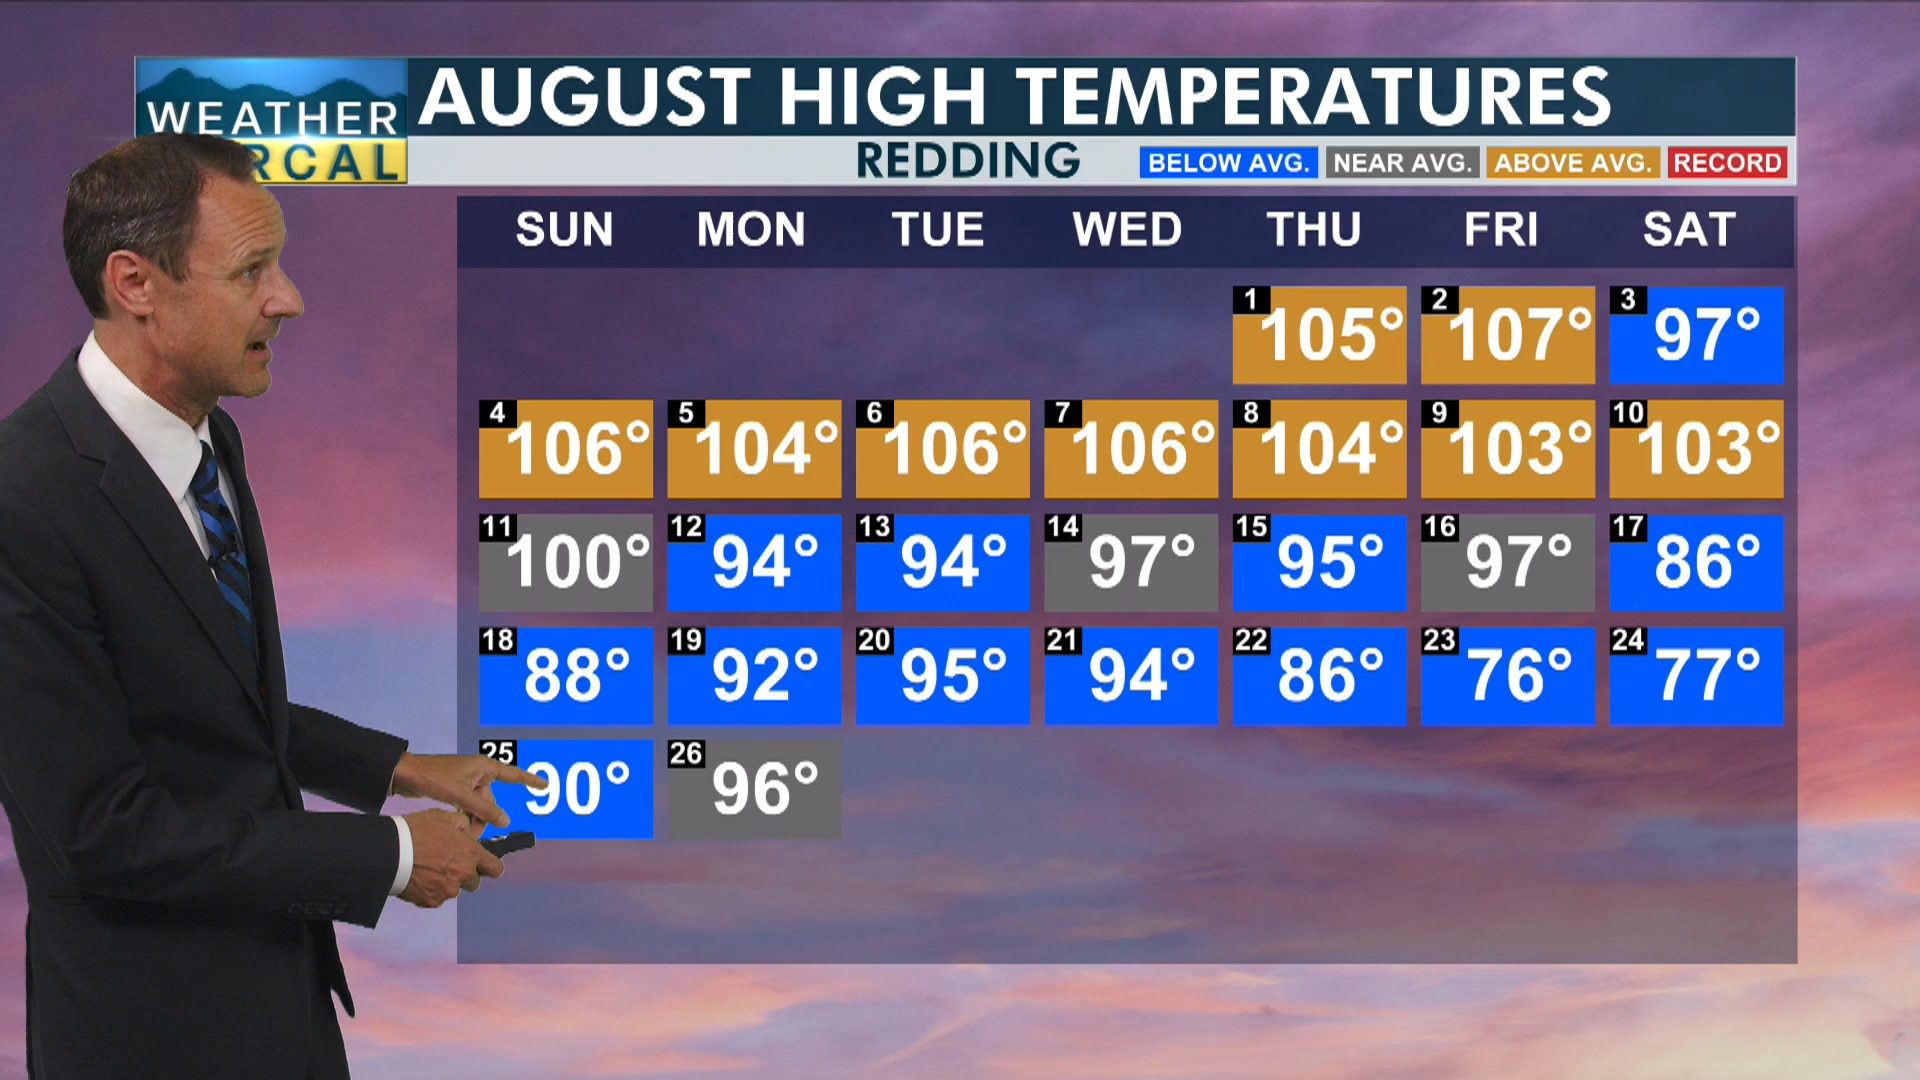 WEATHER
RCAL
AUGUST HIGH TEMPERATURES
REDDING
BELOW AVG. NEAR AVG. ABOVE AVG. RECORD
SUN MON TUE WED THU FRI SAT
1 105° 2 107° 3 97°
4 106° 5 104° 6 106° 7 106° 8 104° 9 103° 10 103°
11 100° 12 94° 13 94° 14 97° 15 95° 16 97° 17 86°
18 88° 19 92° 20 95° 21 94° 22 86° 23 76° 24 77°
25 90° 26 96°